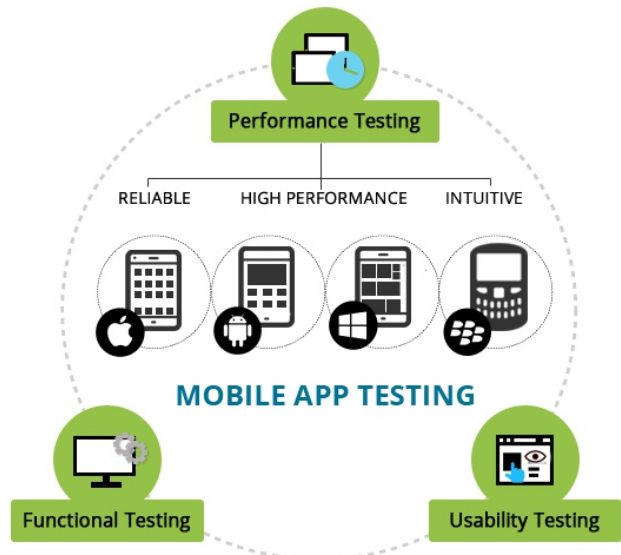 Performance Testing
RELIABLE HIGH PERFORMANCE INTUITIVE
MOBILE APP TESTING
Functional Testing Usability Testing